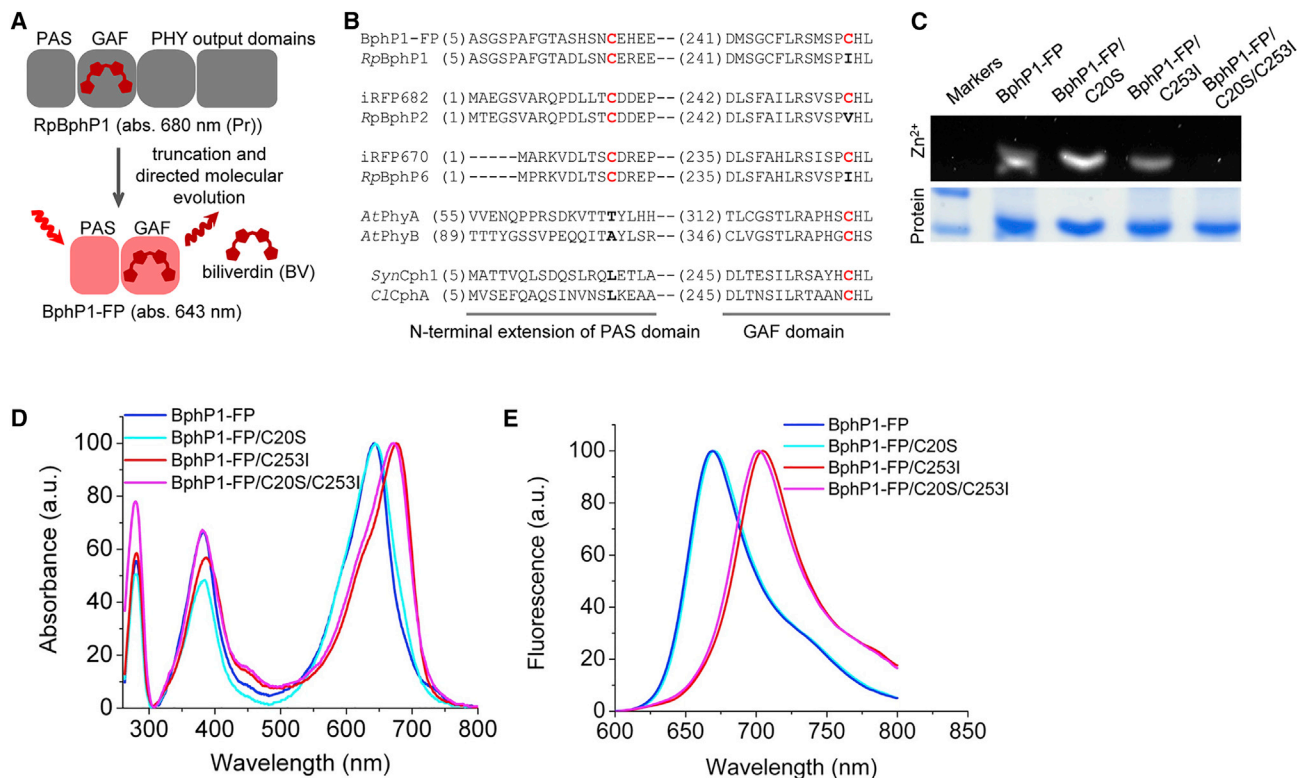 A
PAS GAF PHY output domains
RpBphP1 (abs. 680 nm (Pr))
truncation and
directed molecular
evolution
PAS GAF
biliverdin (BV)
BphP1-FP (abs. 643 nm)
B
BphP1-FP (5) ASGSPAFGTASHSNCEHEE-- (241) DMSGCFLRSMSPCHL
RpBphP1 (5) ASGSPAFGTADLSNCEREE-- (241) DMSGCFLRSMSPIHL
iRFP682 (1) MAEGSVARQPDLLTCDDEP-- (242) DLSFAILRSVSPCHL
RpBphP2 (1) MTEGSVARQPDLSTCDDEP-- (242) DLSFAILRSVSPVHL
iRFP670 (1) -----MARKVDLTSCDREP-- (235) DLSFAHLRSISPCHL
RpBphP6 (1) -----MPRKVDLTSCDREP-- (235) DLSFAHLRSVSPIHL
AtPhyA (55) VVENQPPRSDKVTTTYLHH-- (312) TLCGSTLRAPHSCHL
AtPhyB (89) TTTYGSSVPEQQITAYLSR-- (346) CLVGSTLRAPHGCHS
SynCph1 (5) MATTVQLSDQSLRQLETLA-- (245) DLTESILRSAYHCHL
ClCphA (5) MVSEFQAQSINVNSLKEAA-- (245) DLTNSILRTAANCHL
N-terminal extension of PAS domain GAF domain
C
Markers
BphP1-FP
BphP1-FP/
C20S
BphP1-FP/
C253I
BphP1-FP/
C20S/C253I
Zn2+
Protein
D
BphP1-FP
BphP1-FP/C20S
BphP1-FP/C253I
BphP1-FP/C20S/C253I
Absorbance (a.u.)
100
80
60
40
20
0
300 400 500 600 700 800
Wavelength (nm)
E
BphP1-FP
BphP1-FP/C20S
BphP1-FP/C253I
BphP1-FP/C20S/C253I
Fluorescence (a.u.)
100
80
60
40
20
0
600 650 700 750 800 850
Wavelength (nm)